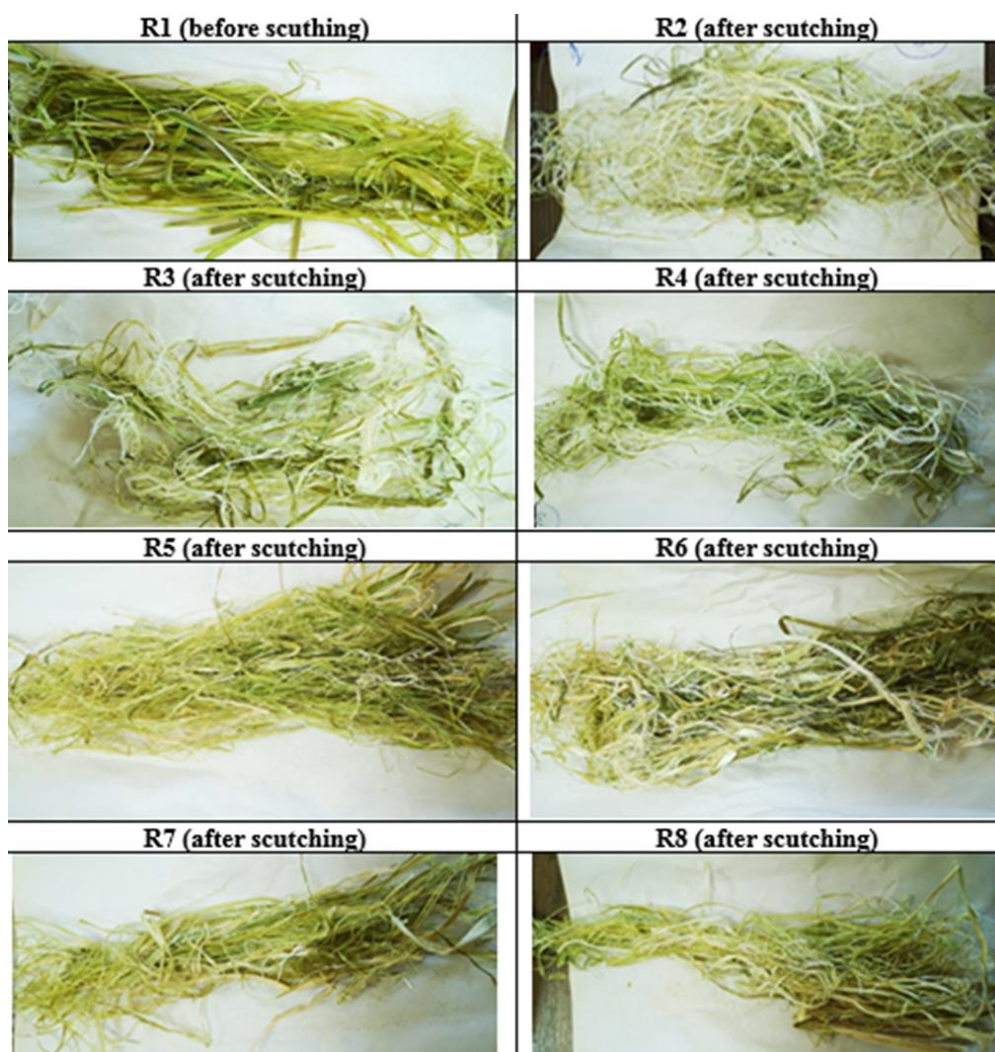 R1 (before scuthing)
R2 (after scutching)
R3 (after scutching)
R4 (after scutching)
R5 (after scutching)
R6 (after scutching)
R7 (after scutching)
R8 (after scutching)